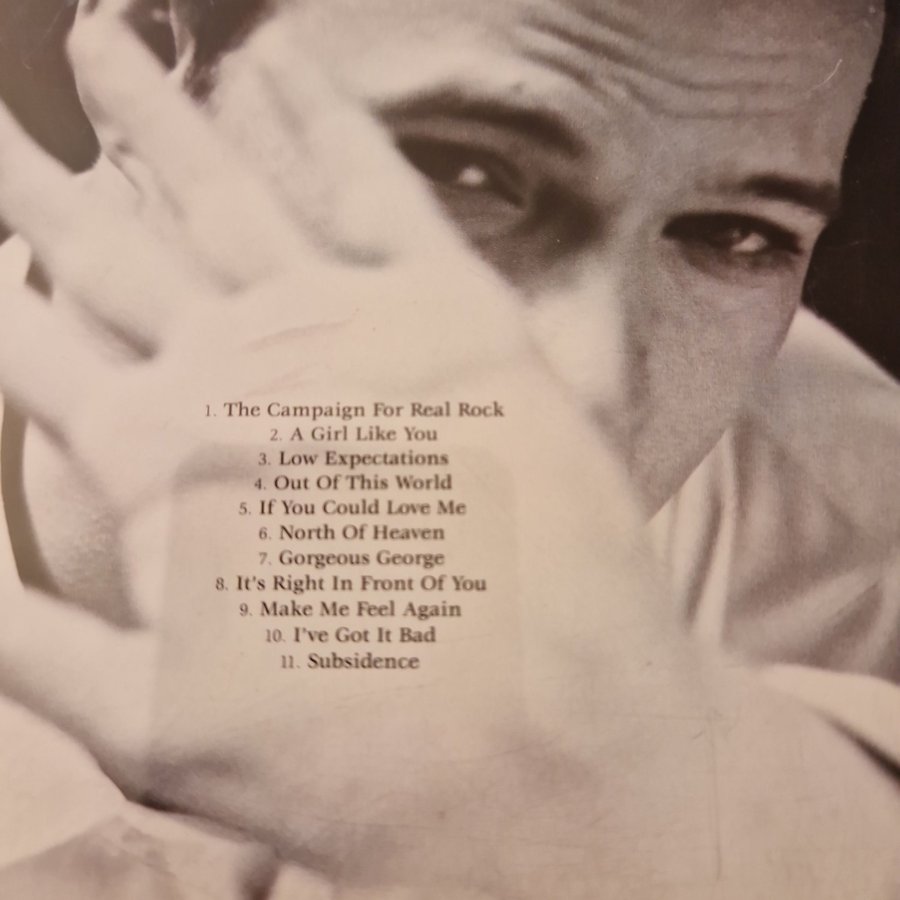 1. The Campaign For Real Rock
2. A Girl Like You
3. Low Expectations
4. Out Of This World
5. If You Could Love Me
6. North Of Heaven
7. Gorgeous George
8. It's Right In Front Of You
9. Make Me Feel Again
10. I've Got It Bad
11. Subsidence